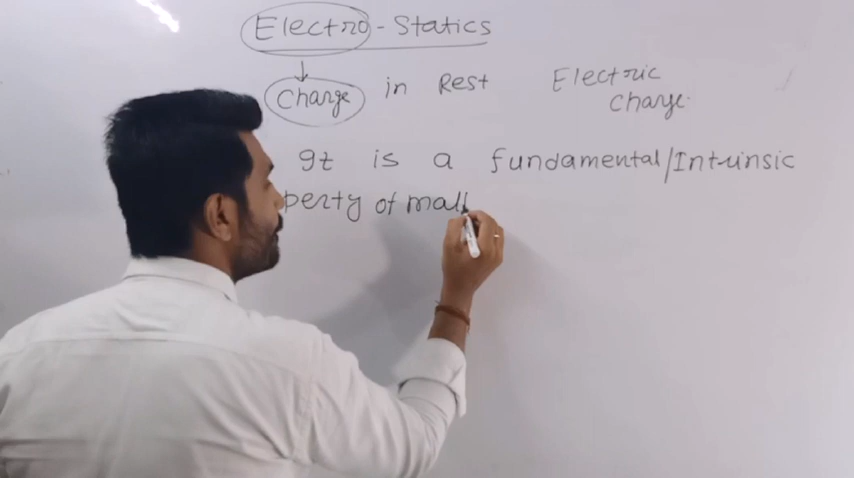 Electro-Statics
Charge in Rest
Electric
Charge.
It is a fundamental/Intrinsic
perty of matt